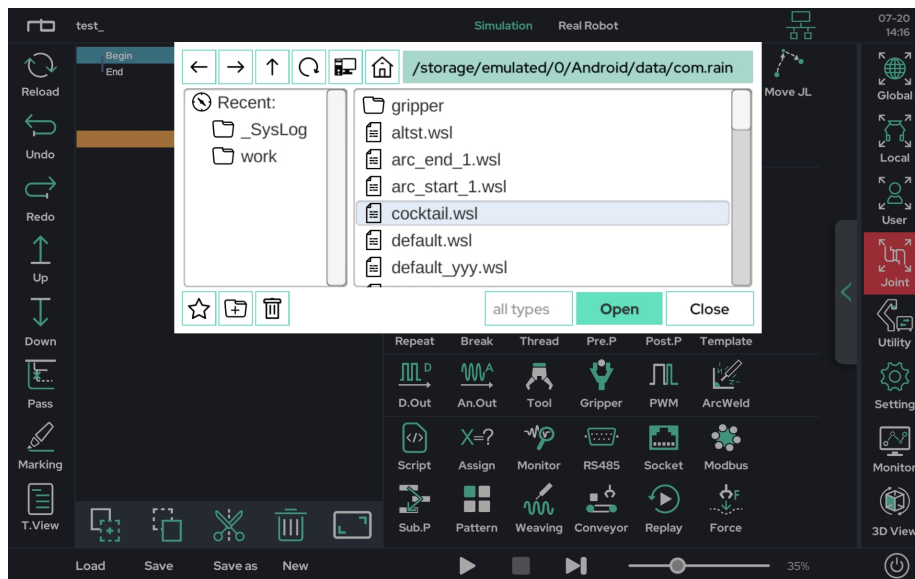 test_
Simulation
Real Robot
07-20
14:16
Reload
Undo
Redo
Up
Down
Pass
Marking
T.View
Begin
End
/storage/emulated/0/Android/data/com.rain
Recent:
_SysLog
work
gripper
altst.wsl
arc_end_1.wsl
arc_start_1.wsl
cocktail.wsl
default.wsl
default_yyy.wsl
all types
Open
Close
Move JL
Repeat Break Thread Pre.P Post.P Template
D
A
D.Out An.Out Tool Gripper PWM ArcWeld
</>
X=?
Script Assign Monitor RS485 Socket Modbus
F
Sub.P Pattern Weaving Conveyor Replay Force
Global
Local
User
Joint
Utility
Setting
Monitor
3D View
Load Save Save as New
35%